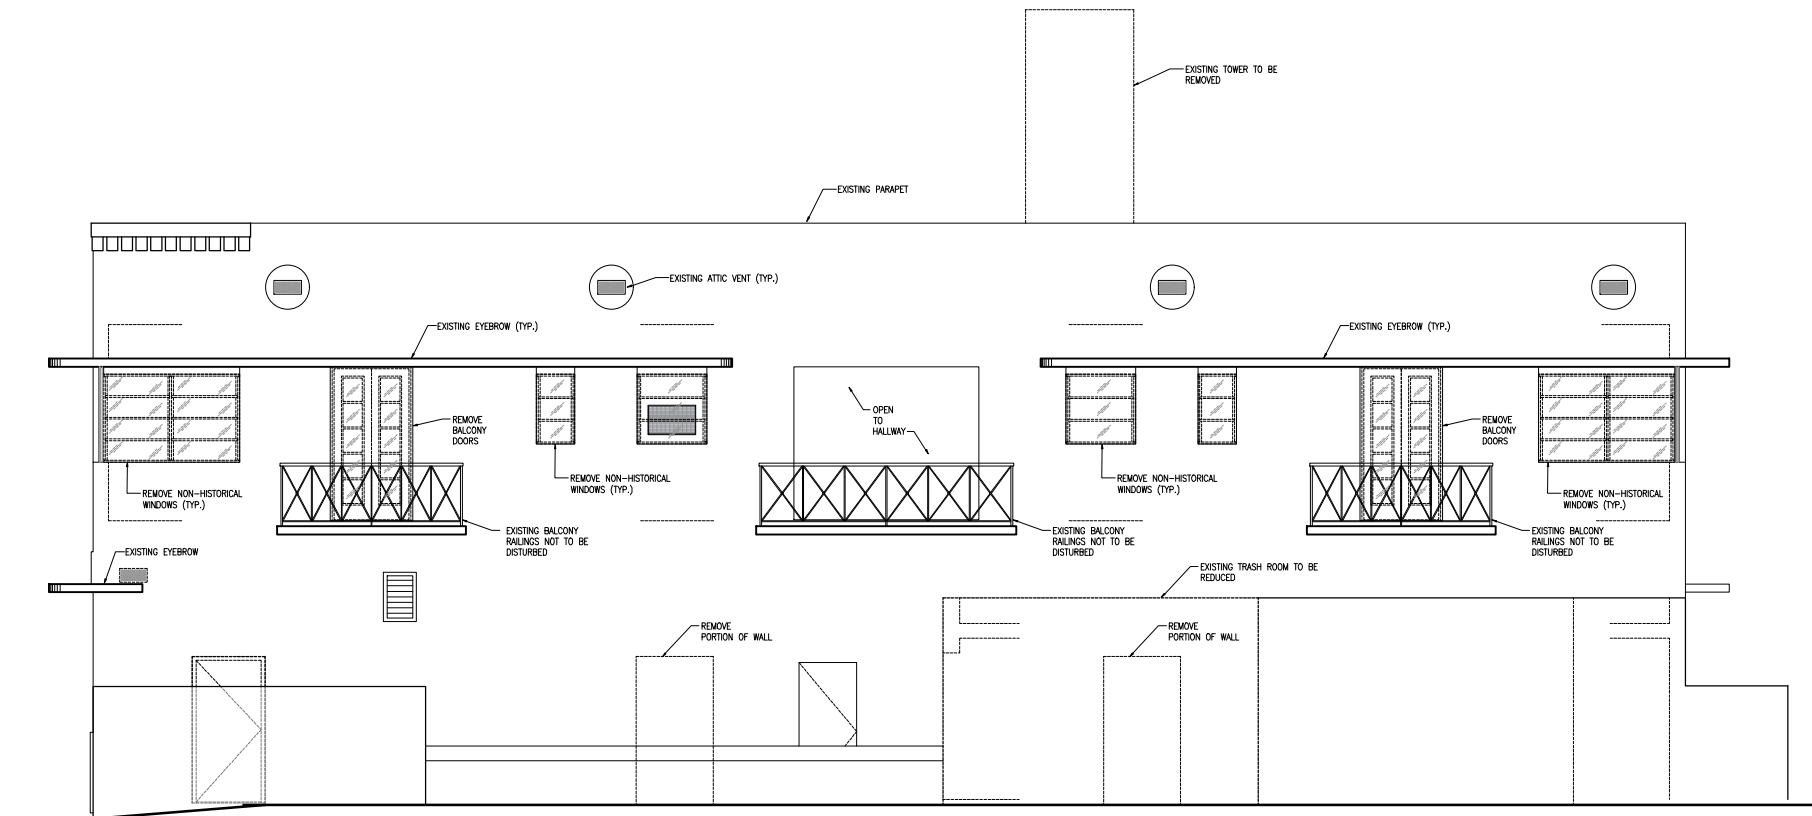 EXISTING TOWER TO BE
REMOVED
EXISTING PARAPET
EXISTING ATTIC VENT (TYP.)
EXISTING EYEBROW (TYP.)
EXISTING EYEBROW (TYP.)
OPEN
TO
HALLWAY
REMOVE
BALCONY
DOORS
REMOVE
BALCONY
DOORS
REMOVE NON-HISTORICAL
WINDOWS (TYP.)
REMOVE NON-HISTORICAL
WINDOWS (TYP.)
REMOVE NON-HISTORICAL
WINDOWS (TYP.)
REMOVE NON-HISTORICAL
WINDOWS (TYP.)
EXISTING BALCONY
RAILINGS NOT TO BE
DISTURBED
EXISTING BALCONY
RAILINGS NOT TO BE
DISTURBED
EXISTING BALCONY
RAILINGS NOT TO BE
DISTURBED
EXISTING EYEBROW
EXISTING TRASH ROOM TO BE
REDUCED
REMOVE
PORTION OF WALL
REMOVE
PORTION OF WALL